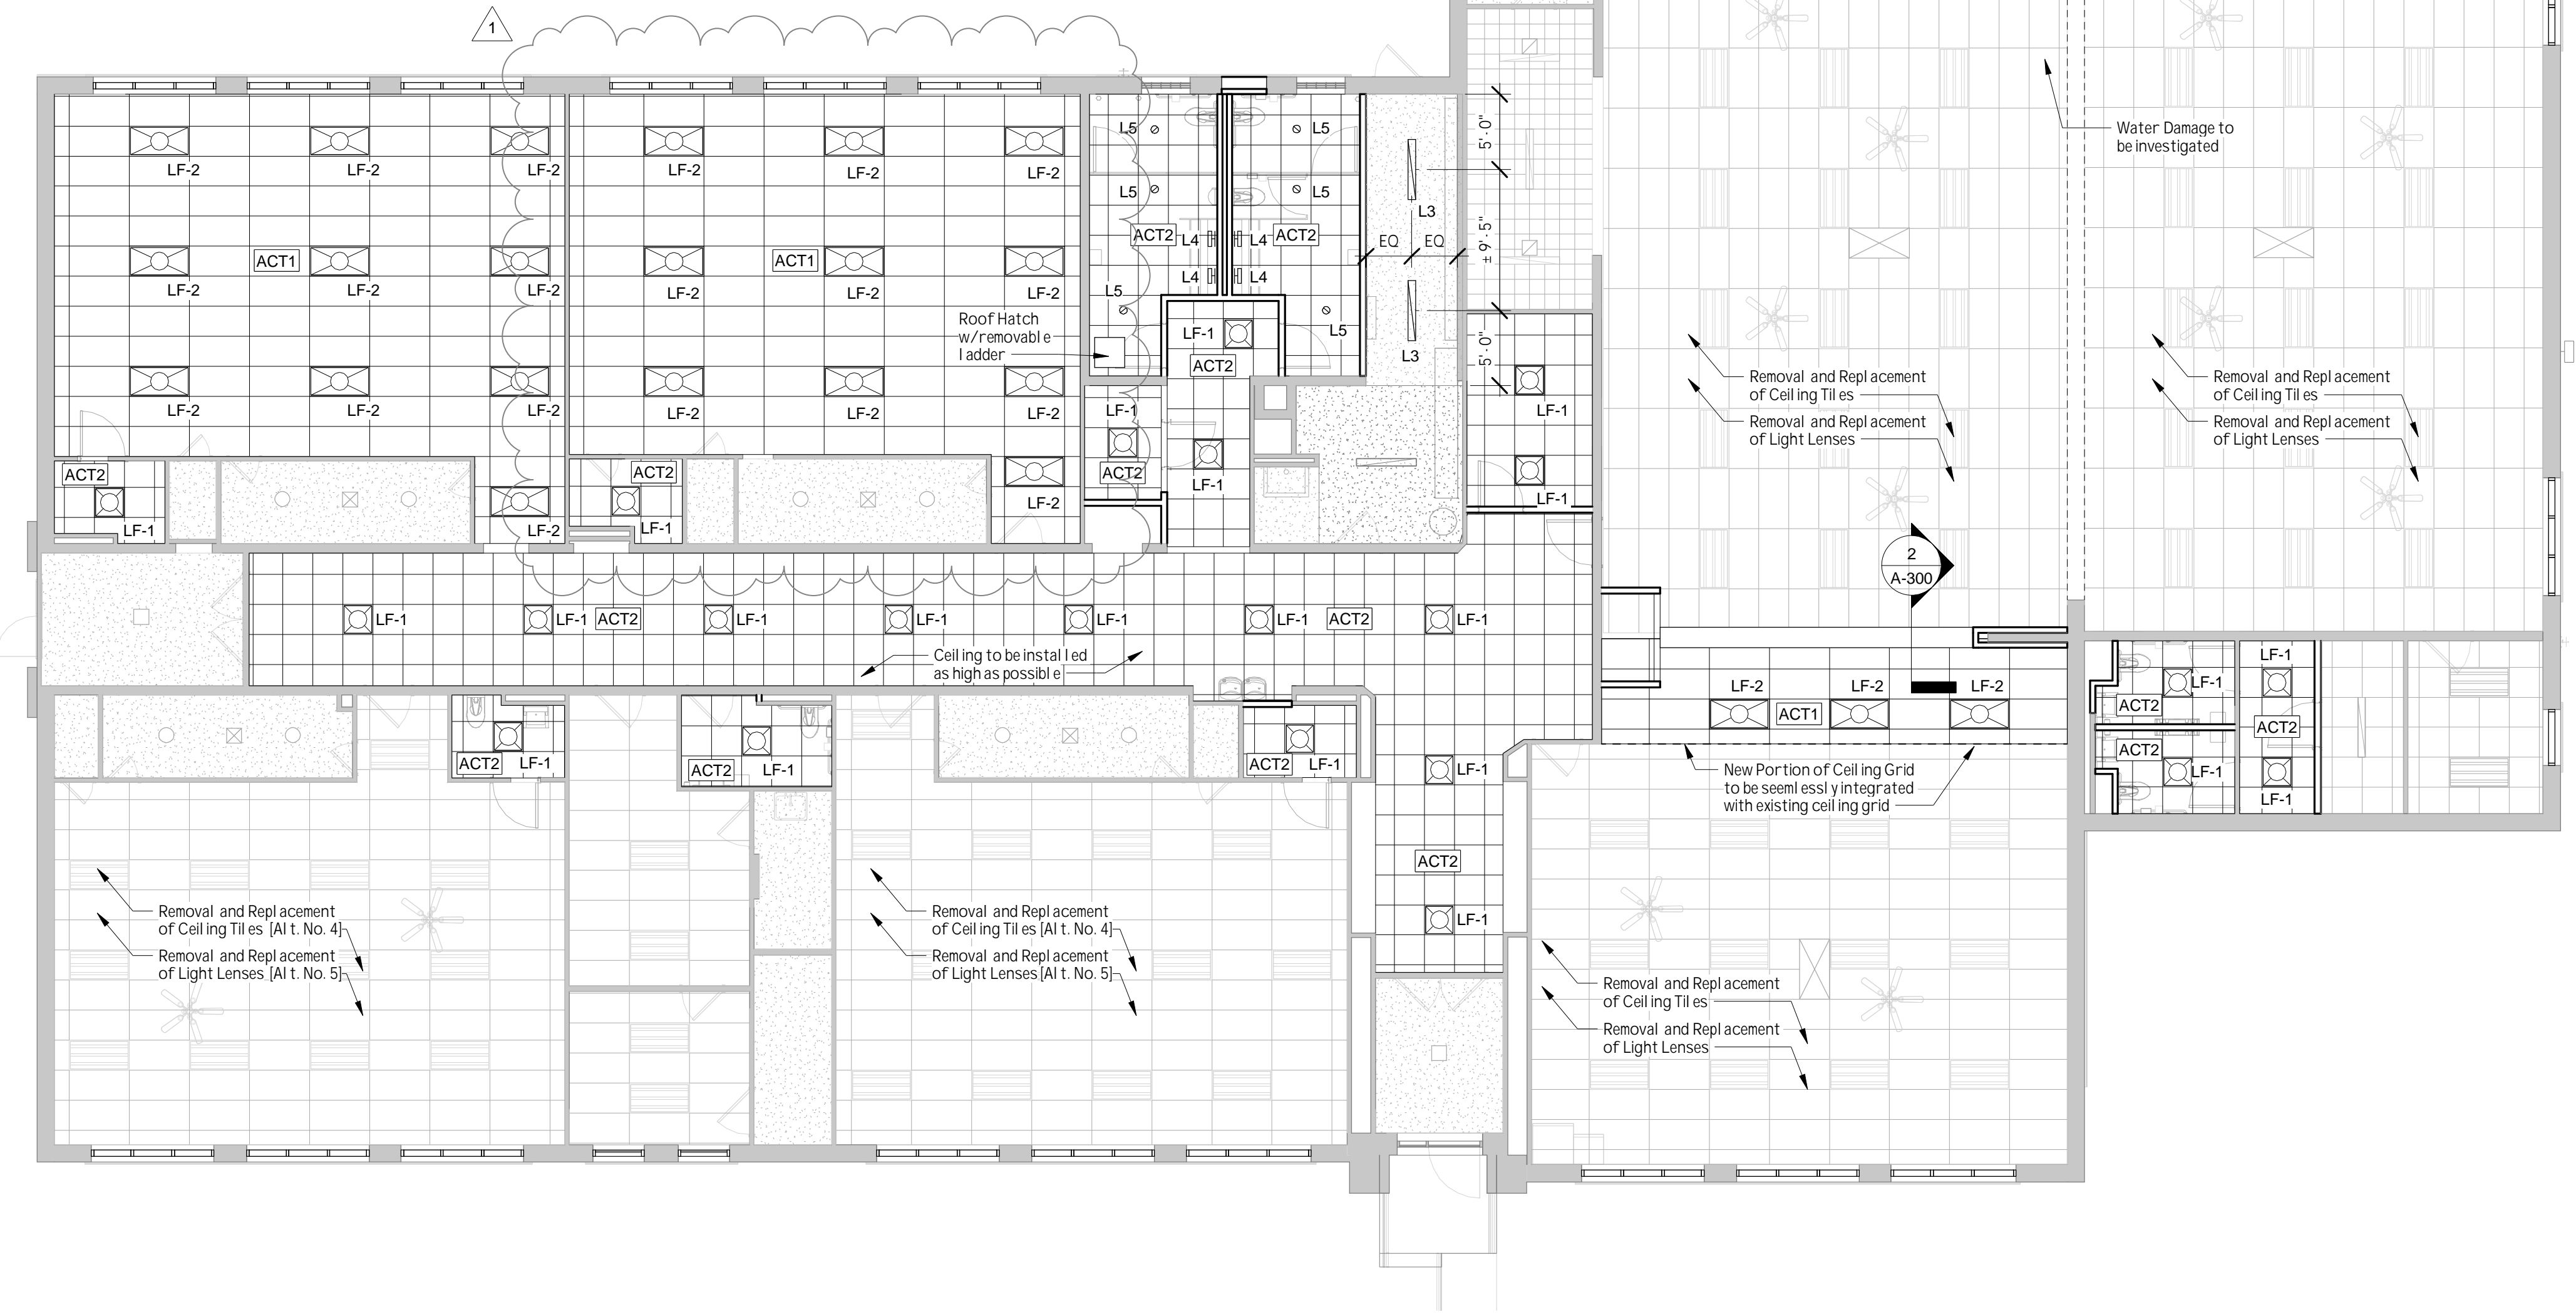 1
LF-2 LF-2 LF-2 LF-2 LF-2 LF-2
L5 L5
5'-0"
Water Damage to
be investigated
L5 L5
L3
ACT2 L4 L4 ACT2
EQ EQ
± 9'-5"
ACT1 ACT1
L4 L4
LF-2 LF-2 LF-2 LF-2 LF-2 LF-2
L5
Roof Hatch
w/removable
ladder
LF-1
L5
L3
5'-0"
ACT2
Removal and Replacement
of Ceiling Tiles
Removal and Replacement
of Light Lenses
Removal and Replacement
of Ceiling Tiles
Removal and Replacement
of Light Lenses
LF-2 LF-2 LF-2 LF-2 LF-2 LF-2
LF-1
LF-1
ACT2 ACT2 ACT2
LF-1
LF-1
LF-1 LF-2 LF-1 LF-2
2
A-300
LF-1 LF-1 ACT2 LF-1 LF-1 LF-1 LF-1 ACT2 LF-1
Ceiling to be installed
as high as possible
LF-2 LF-2 LF-2
ACT1
LF-1 LF-1
ACT2
ACT2
ACT2
LF-1 LF-1
ACT2 LF-1
ACT2 LF-1
ACT2 LF-1
LF-1
New Portion of Ceiling Grid
to be seemlessly integrated
with existing ceiling grid
ACT2
LF-1
Removal and Replacement
of Ceiling Tiles [Alt. No. 4]
Removal and Replacement
of Light Lenses [Alt. No. 5]
Removal and Replacement
of Ceiling Tiles [Alt. No. 4]
Removal and Replacement
of Light Lenses [Alt. No. 5]
Removal and Replacement
of Ceiling Tiles
Removal and Replacement
of Light Lenses